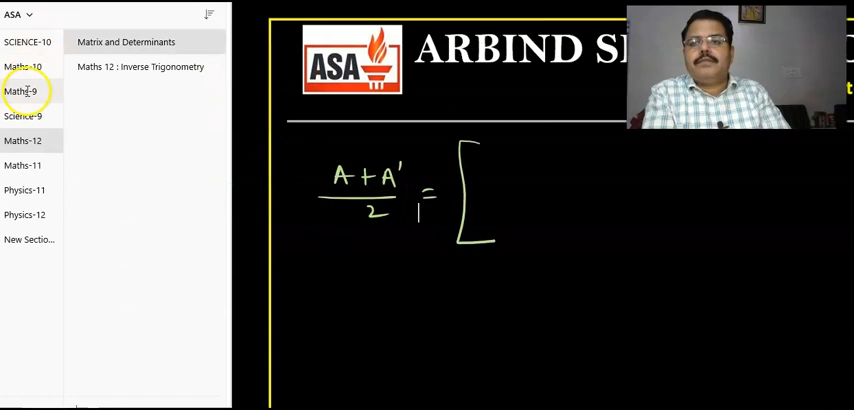 ASA
SCIENCE-10
Maths-10
Maths-9
Science-9
Maths-12
Maths-11
Physics-11
Physics-12
New Sectio...
Matrix and Determinants
Maths 12 : Inverse Trigonometry
ASA
ARBIND
A + A' / 2 = [